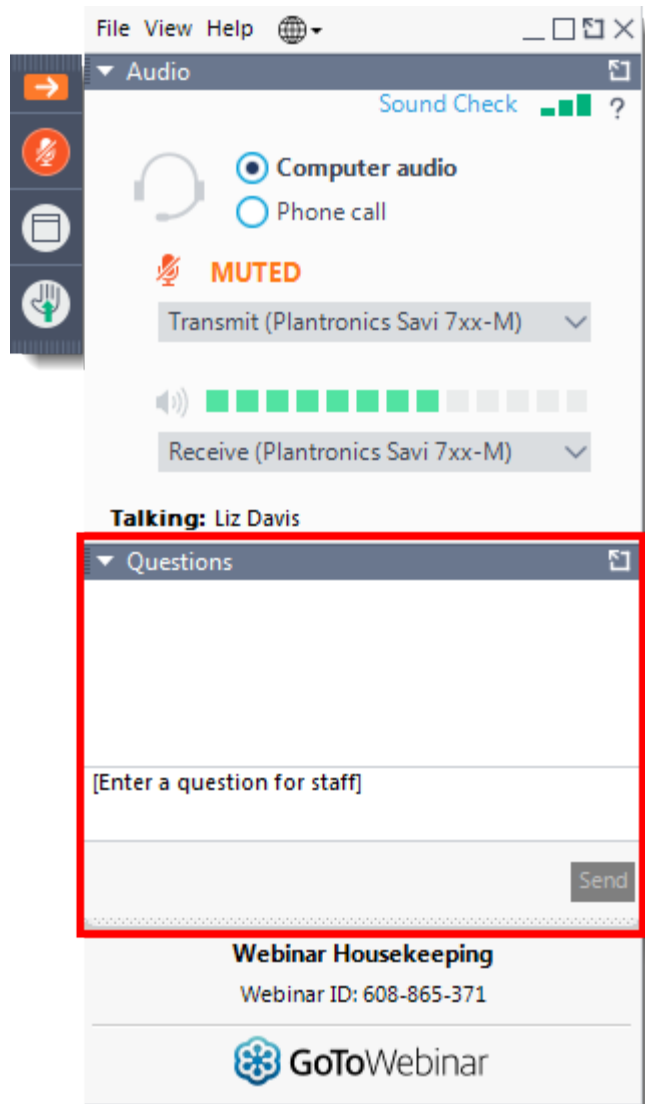 File View Help
Audio
Sound Check ?
Computer audio
Phone call
MUTED
Transmit (Plantronics Savi 7xx-M)
Receive (Plantronics Savi 7xx-M)
Talking: Liz Davis
Questions
[Enter a question for staff]
Send
Webinar Housekeeping
Webinar ID: 608-865-371
GoToWebinar